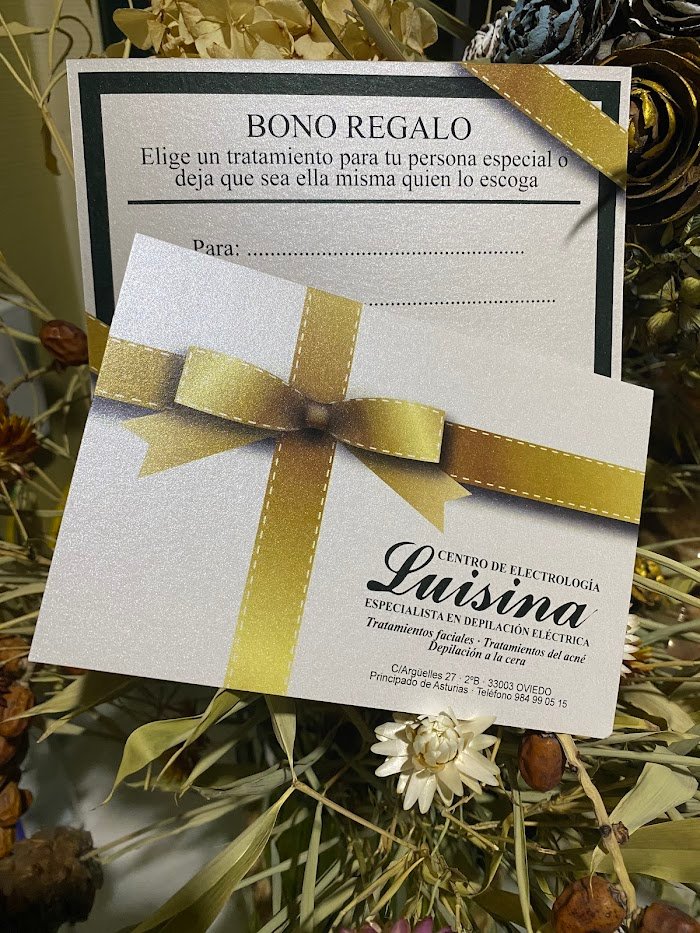 BONO REGALO
Elige un tratamiento para tu persona especial o
deja que sea ella misma quien lo escoga
Para: ................................................
................................
CENTRO DE ELECTROLOGÍA
Luisina
ESPECIALISTA EN DEPILACIÓN ELÉCTRICA
Tratamientos faciales · Tratamientos del acné
Depilación a la cera
C/Argüelles 27 · 2ºB · 33003 OVIEDO
Principado de Asturias · Teléfono 984 99 05 15